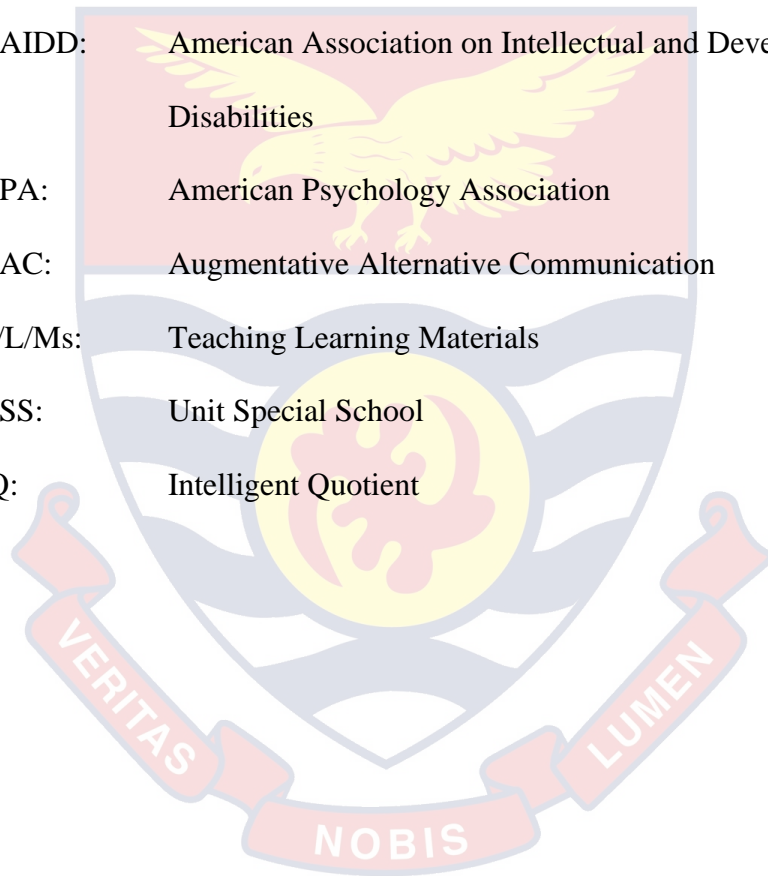 AIDD: American Association on Intellectual and Deve
Disabilities
PA: American Psychology Association
AC: Augmentative Alternative Communication
/L/Ms: Teaching Learning Materials
SS: Unit Special School
Q: Intelligent Quotient
VERITAS
NOBIS
LUMEN